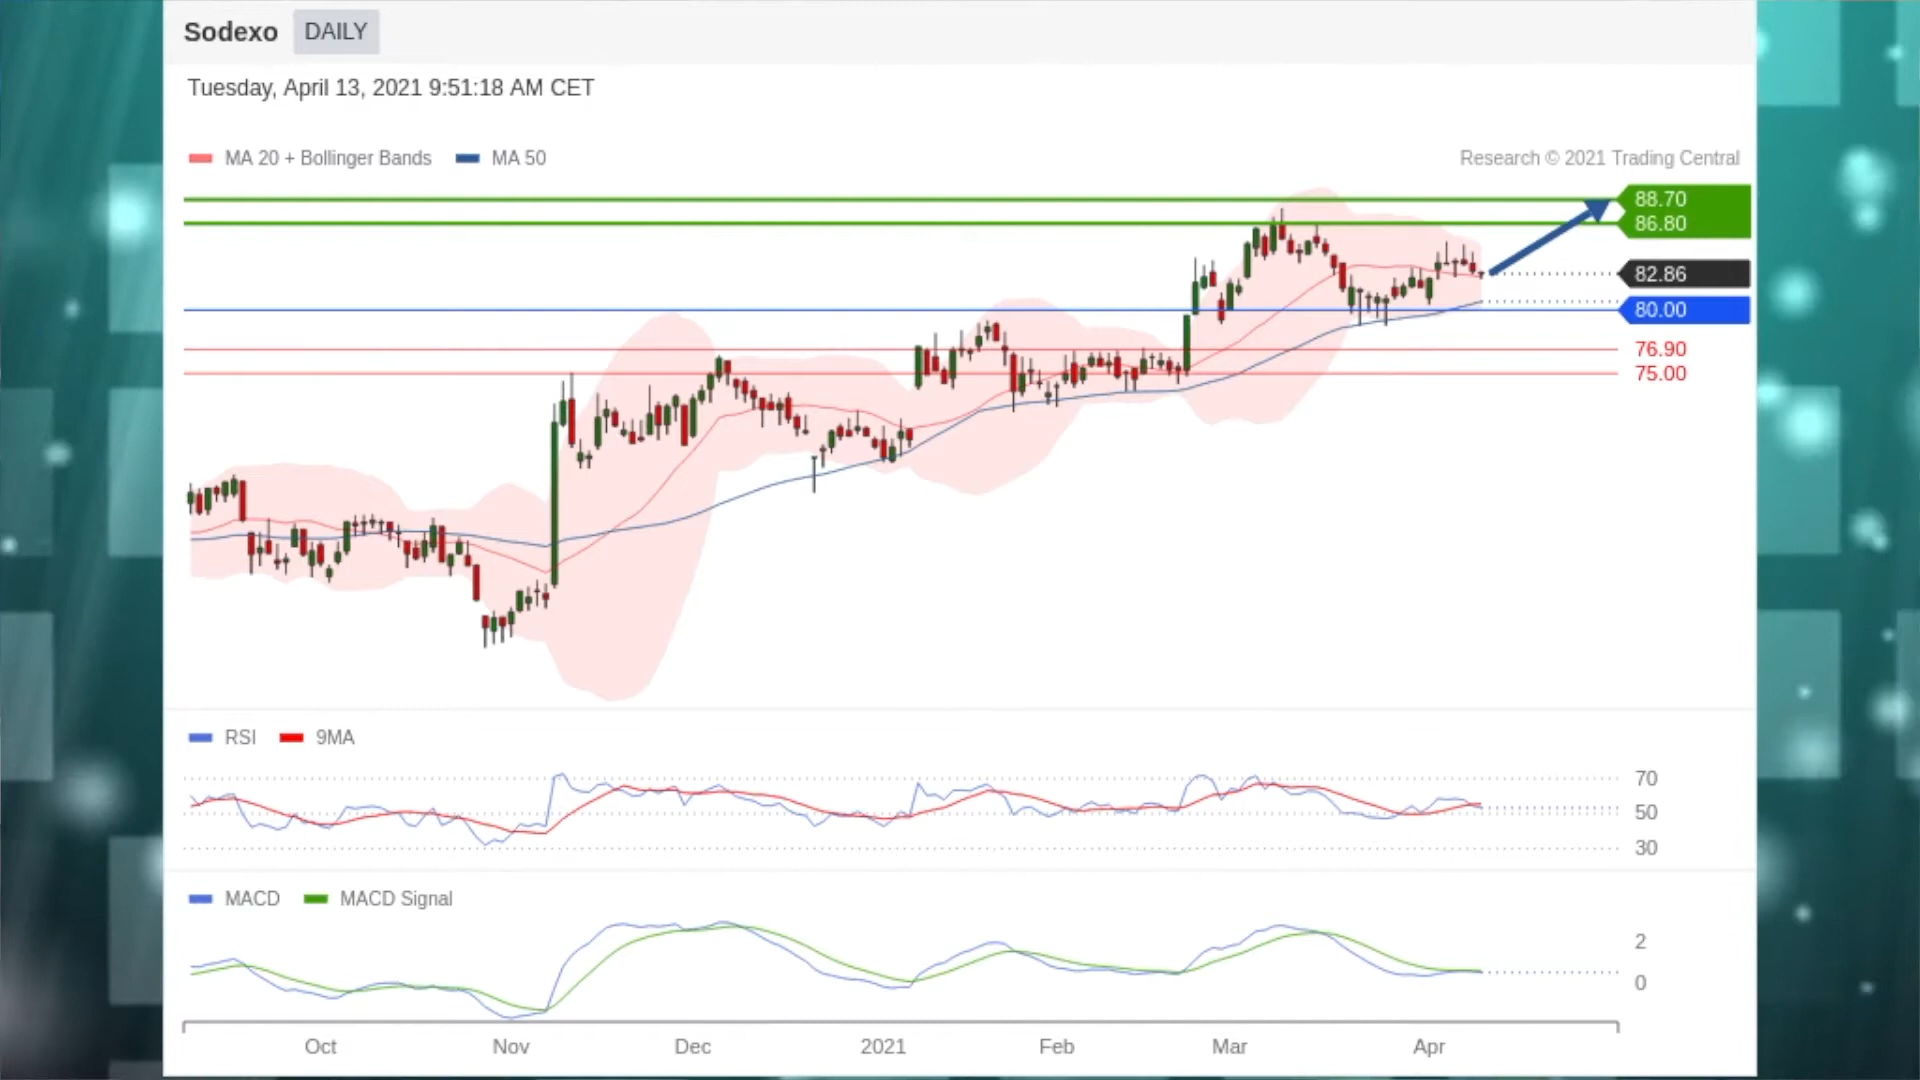 Sodexo DAILY
Tuesday, April 13, 2021 9:51:18 AM CET
MA 20 + Bollinger Bands MA 50
Research © 2021 Trading Central
88.70
86.80
82.86
80.00
76.90
75.00
RSI 9MA
70
50
30
MACD MACD Signal
2
0
Oct Nov Dec 2021 Feb Mar Apr